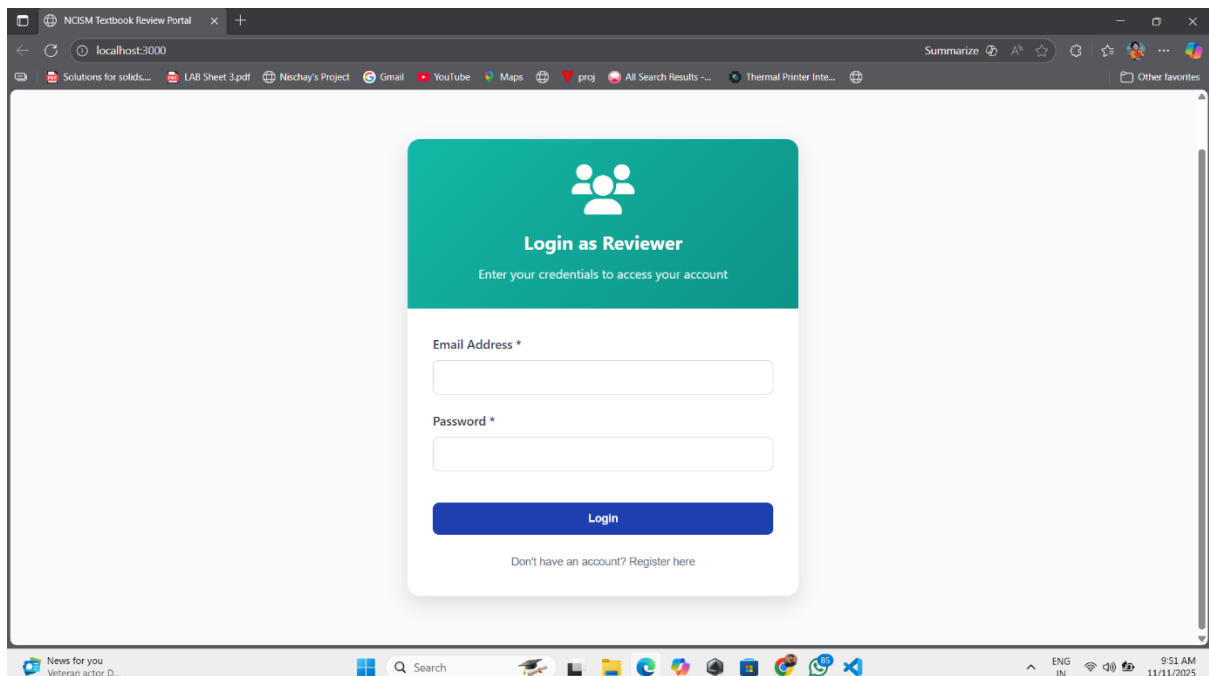 NCISM Textbook Review Portal
localhost:3000
Summarize
Solutions for solids....
LAB Sheet 3.pdf
Nischay's Project
Gmail
YouTube
Maps
proj
All Search Results -...
Thermal Printer Inte...
Other favorites
Login as Reviewer
Enter your credentials to access your account
Email Address *
Password *
Login
Don't have an account? Register here
News for you
Veteran actor D...
Search
85
ENG
IN
9:51 AM
11/11/2025